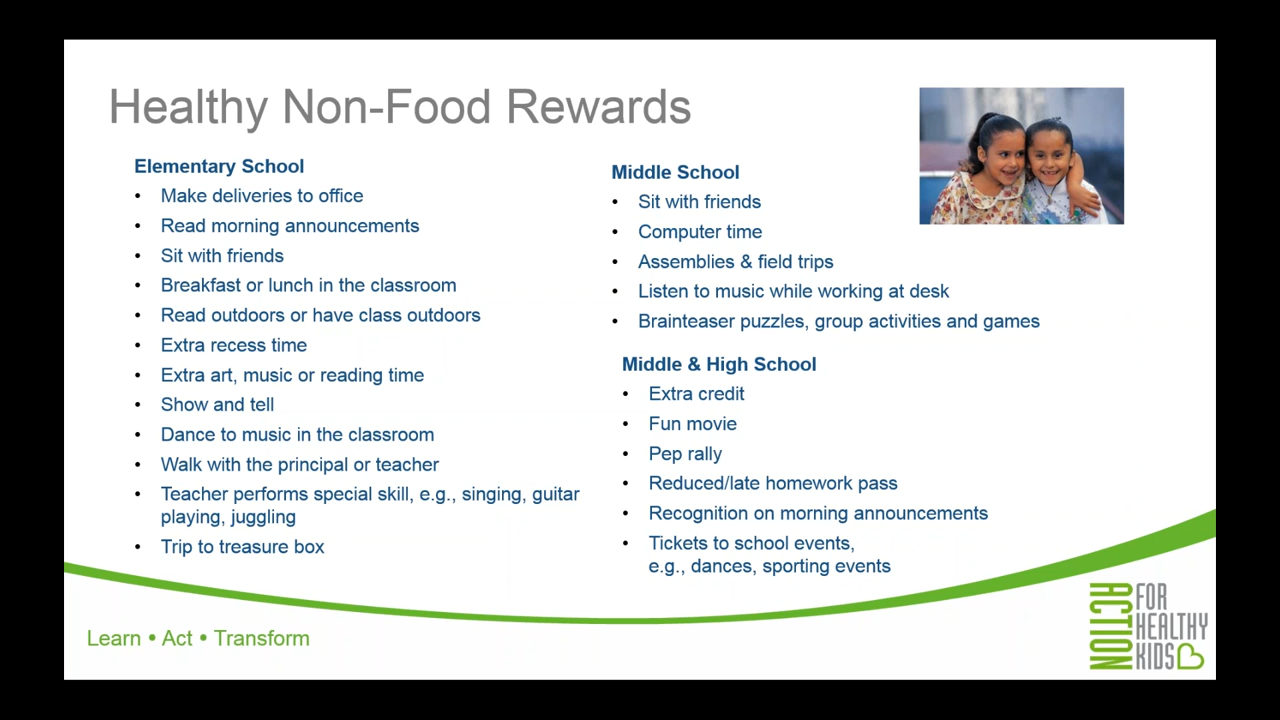 Healthy Non-Food Rewards
Elementary School
• Make deliveries to office
• Read morning announcements
• Sit with friends
• Breakfast or lunch in the classroom
• Read outdoors or have class outdoors
• Extra recess time
• Extra art, music or reading time
• Show and tell
• Dance to music in the classroom
• Walk with the principal or teacher
• Teacher performs special skill, e.g., singing, guitar
playing, juggling
• Trip to treasure box
Middle School
• Sit with friends
• Computer time
• Assemblies & field trips
• Listen to music while working at desk
• Brainteaser puzzles, group activities and games
Middle & High School
• Extra credit
• Fun movie
• Pep rally
• Reduced/late homework pass
• Recognition on morning announcements
• Tickets to school events,
e.g., dances, sporting events
Learn • Act • Transform
ACTION
FOR
HEALTHY
KIDS